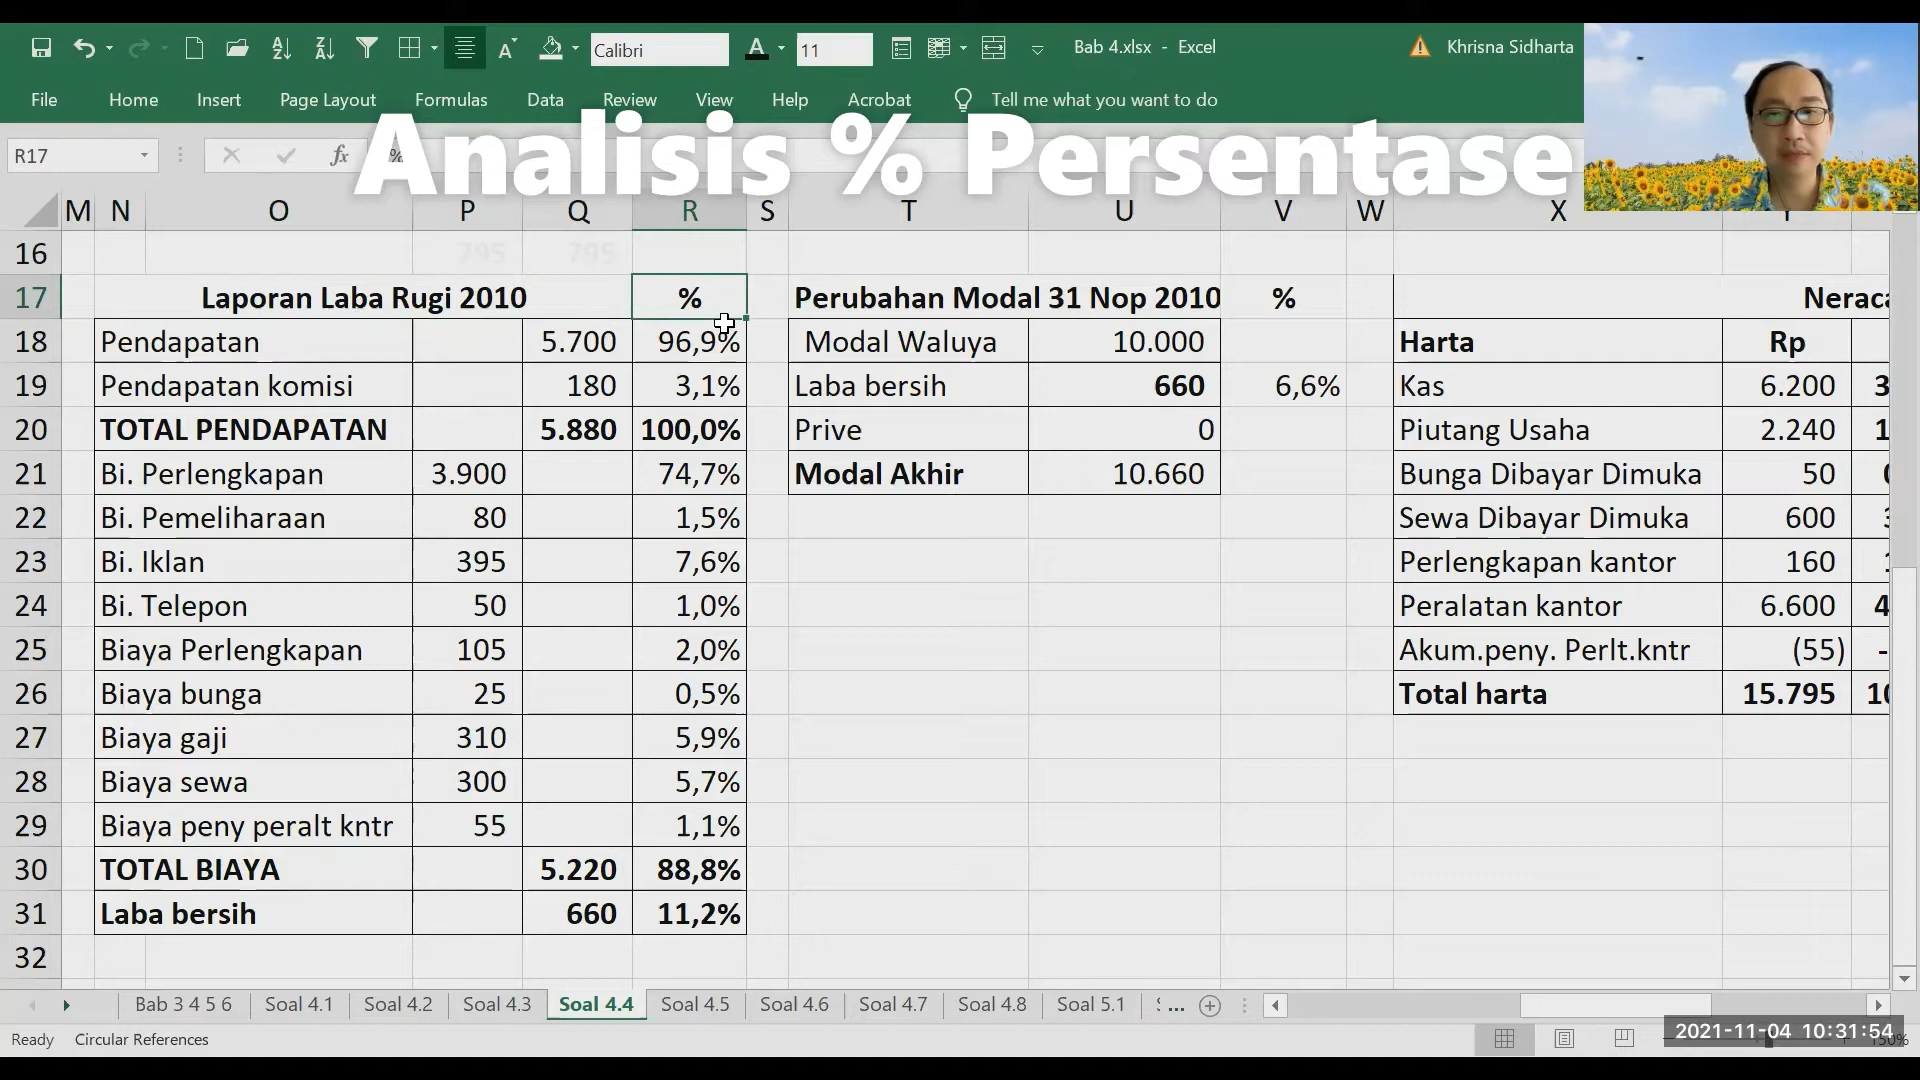 Calibri
11
Bab 4.xlsx - Excel
Khrisna Sidharta
File Home Insert Page Layout Formulas Data Review View Help Acrobat Tell me what you want to do
Analisis % Persentase
R17 fx
M N O P Q R S T U V W X
16 795 795
17 Laporan Laba Rugi 2010 % Perubahan Modal 31 Nop 2010 %
18 Pendapatan 5.700 96,9% Modal Waluya 10.000 Harta Rp
19 Pendapatan komisi 180 3,1% Laba bersih 660 6,6% Kas 6.200
20 TOTAL PENDAPATAN 5.880 100,0% Prive 0 Piutang Usaha 2.240
21 Bi. Perlengkapan 3.900 74,7% Modal Akhir 10.660 Bunga Dibayar Dimuka 50
22 Bi. Pemeliharaan 80 1,5% Sewa Dibayar Dimuka 600
23 Bi. Iklan 395 7,6% Perlengkapan kantor 160
24 Bi. Telepon 50 1,0% Peralatan kantor 6.600
25 Biaya Perlengkapan 105 2,0% Akum.peny. Perlt.kntr (55)
26 Biaya bunga 25 0,5% Total harta 15.795
27 Biaya gaji 310 5,9%
28 Biaya sewa 300 5,7%
29 Biaya peny peralt kntr 55 1,1%
30 TOTAL BIAYA 5.220 88,8%
31 Laba bersih 660 11,2%
32
Bab 3 4 5 6 Soal 4.1 Soal 4.2 Soal 4.3 Soal 4.4 Soal 4.5 Soal 4.6 Soal 4.7 Soal 4.8 Soal 5.1 ...
Ready Circular References
2021-11-04 10:31:54